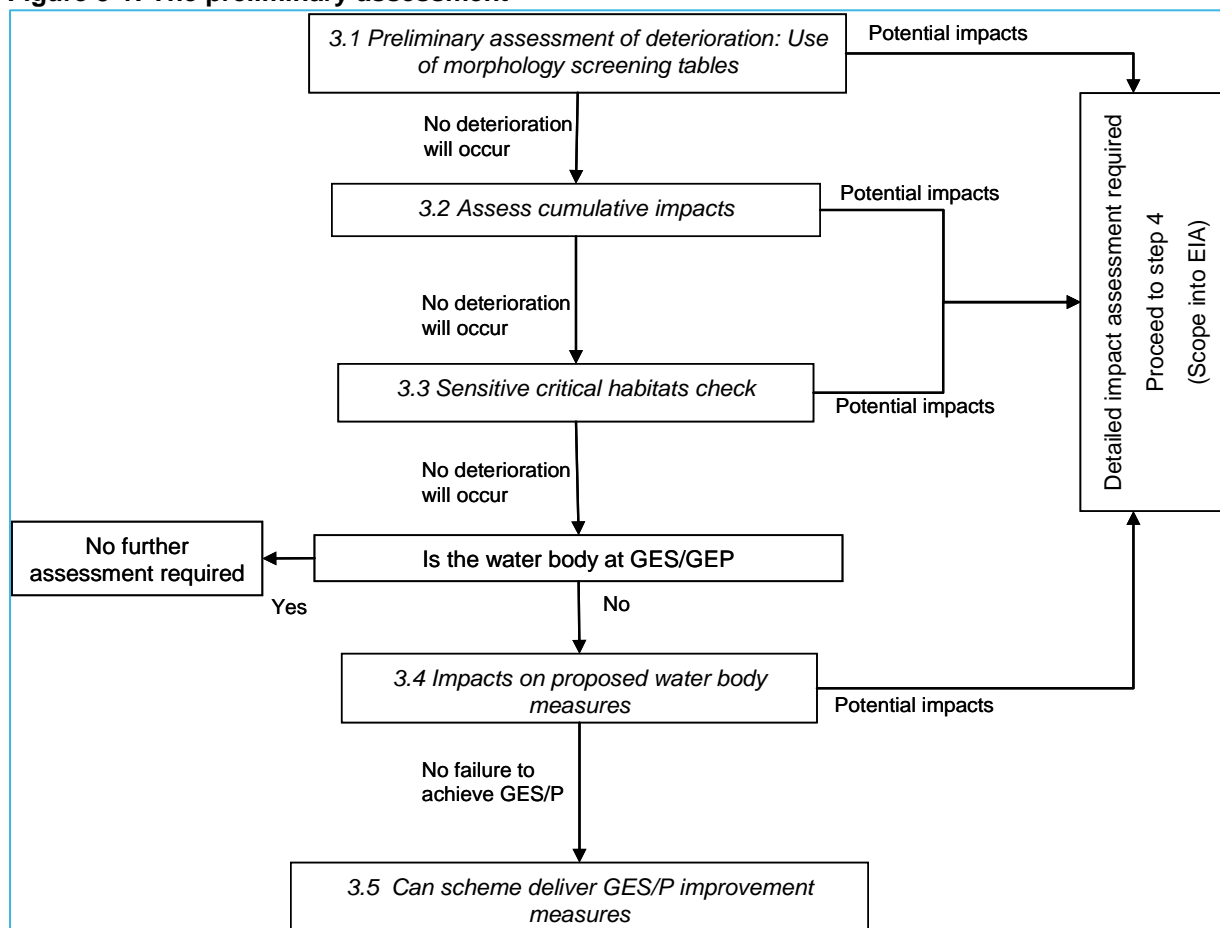 Figure 3-1: The preliminary assessment
3.1 Preliminary assessment of deterioration: Use
of morphology screening tables
Potential impacts
No deterioration
will occur
3.2 Assess cumulative impacts
Potential impacts
Detailed impact assessment required
Proceed to step 4
(Scope into EIA)
No deterioration
will occur
3.3 Sensitive critical habitats check
Potential impacts
No deterioration
will occur
No further
assessment required
Is the water body at GES/GEP
Yes
No
3.4 Impacts on proposed water body
measures
Potential impacts
No failure to
achieve GES/P
3.5 Can scheme deliver GES/P improvement
measures